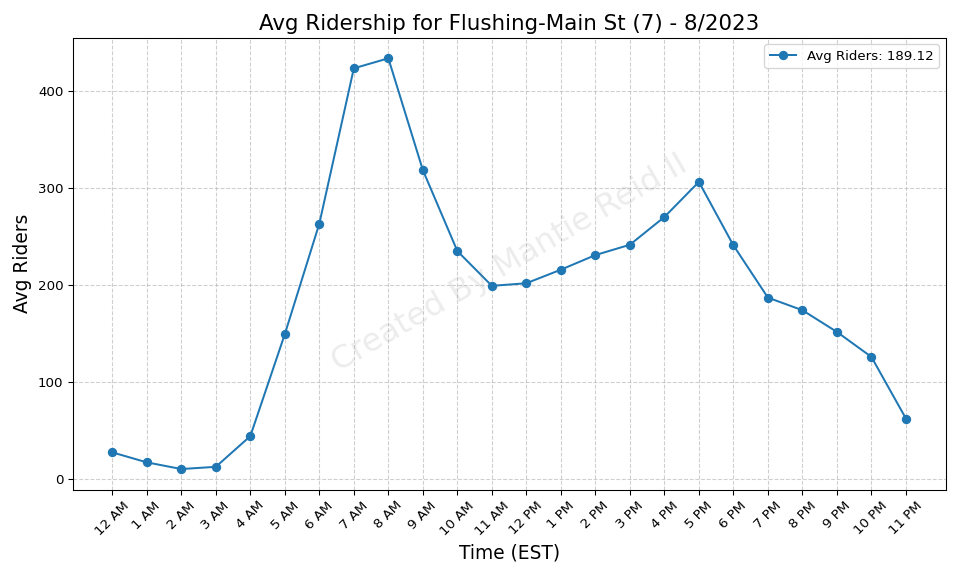 Avg Ridership for Flushing-Main St (7) - 8/2023
Avg Riders: 189.12
400
300
200
100
0
Avg Riders
Created By Mantle Reid II
12 AM
1 AM
2 AM
3 AM
4 AM
5 AM
6 AM
7 AM
8 AM
9 AM
10 AM
11 AM
12 PM
1 PM
2 PM
3 PM
4 PM
5 PM
6 PM
7 PM
8 PM
9 PM
10 PM
11 PM
Time (EST)